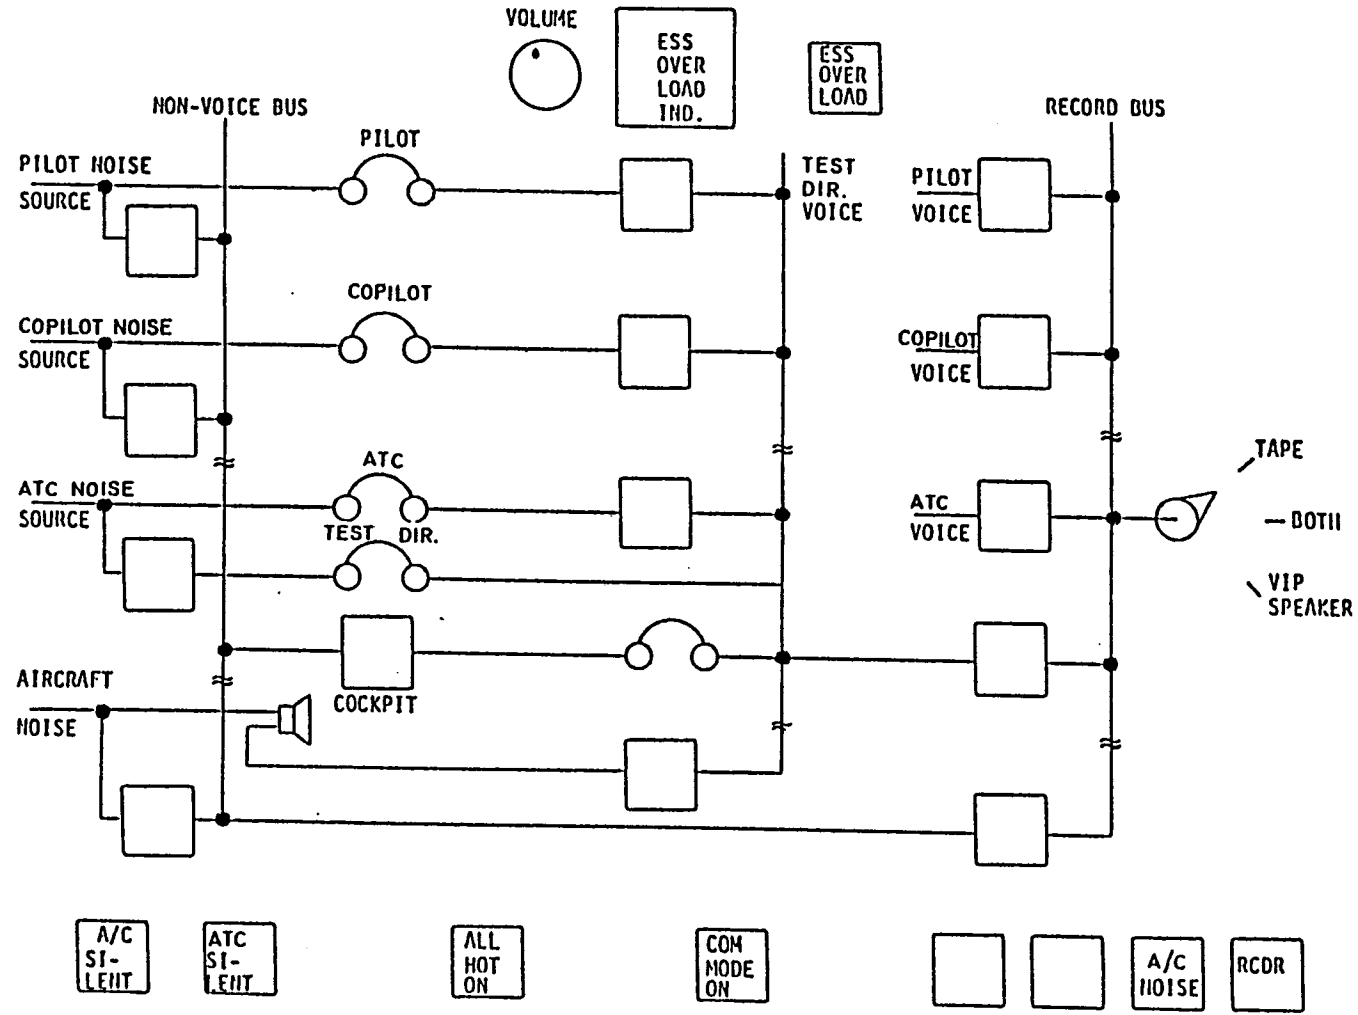 VOLUME
ESS
OVER
LOAD
IND.
ESS
OVER
LOAD
NON-VOICE BUS
RECORD BUS
PILOT
PILOT NOISE
SOURCE
TEST
DIR.
VOICE
PILOT
VOICE
COPILOT
COPILOT NOISE
SOURCE
COPILOT
VOICE
ATC
TAPE
ATC NOISE
SOURCE
ATC
VOICE
BOTH
TEST DIR.
VIP
SPEAKER
AIRCRAFT
NOISE
COCKPIT
A/C
SI-
LENT
ATC
SI-
LENT
ALL
HOT
ON
COM
MODE
ON
A/C
NOISE
RCDR